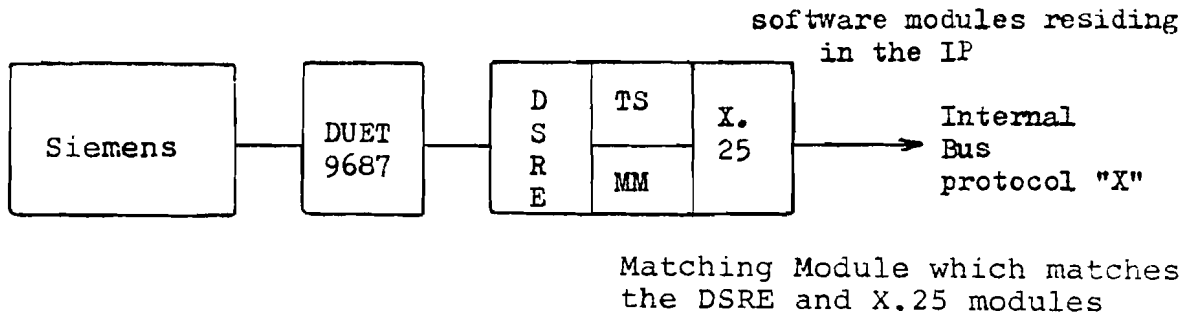 software modules residing
in the IP
Siemens
DUET
9687
D
S
R
E
TS
MM
X.
25
Internal
Bus
protocol "X"
Matching Module which matches
the DSRE and X.25 modules